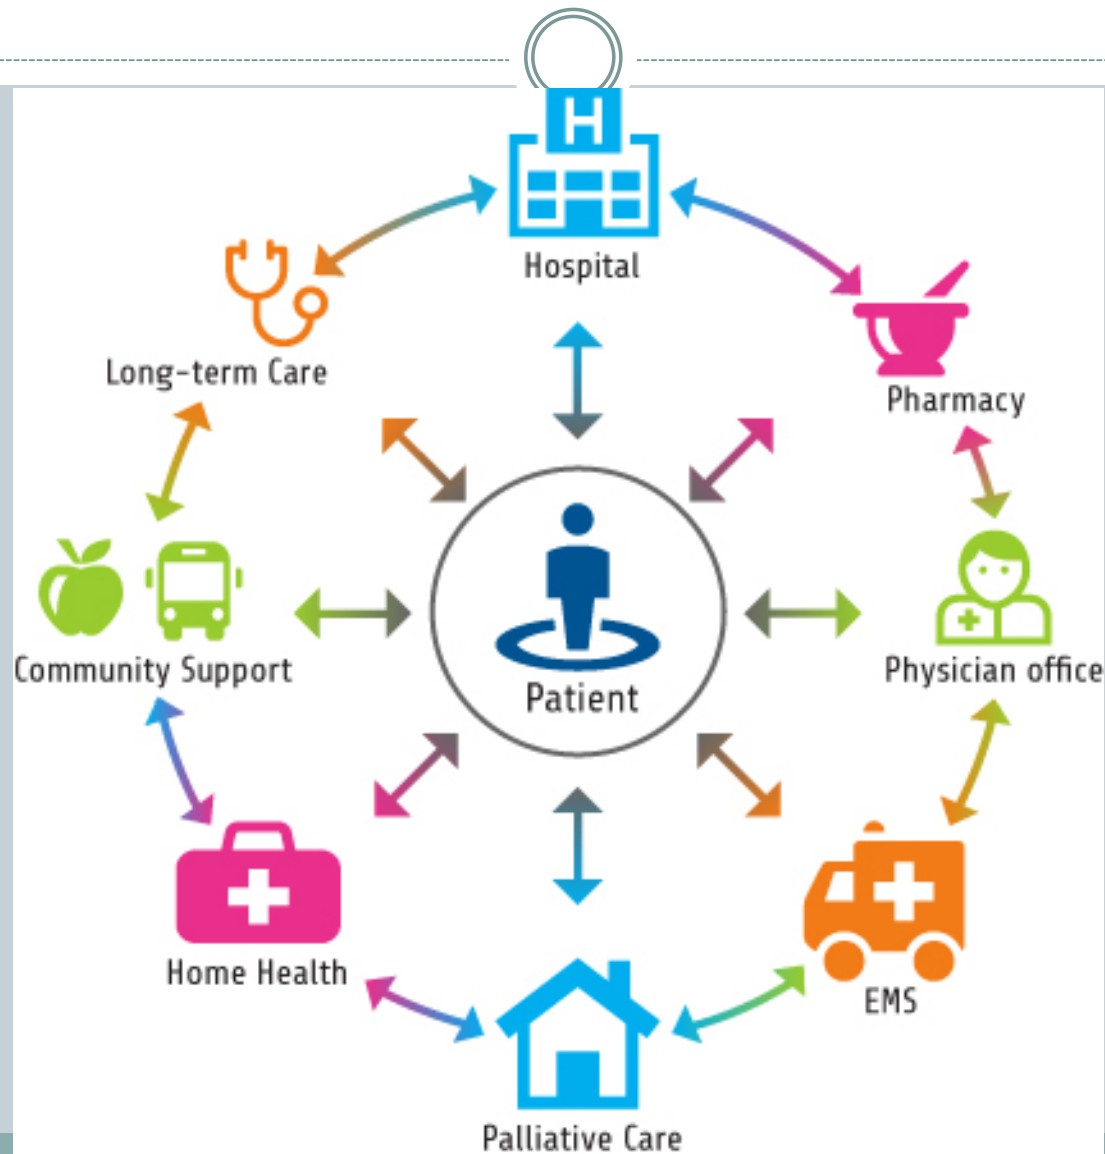 H
Hospital
Long-term Care
Pharmacy
Community Support
Patient
Physician office
Home Health
EMS
Palliative Care